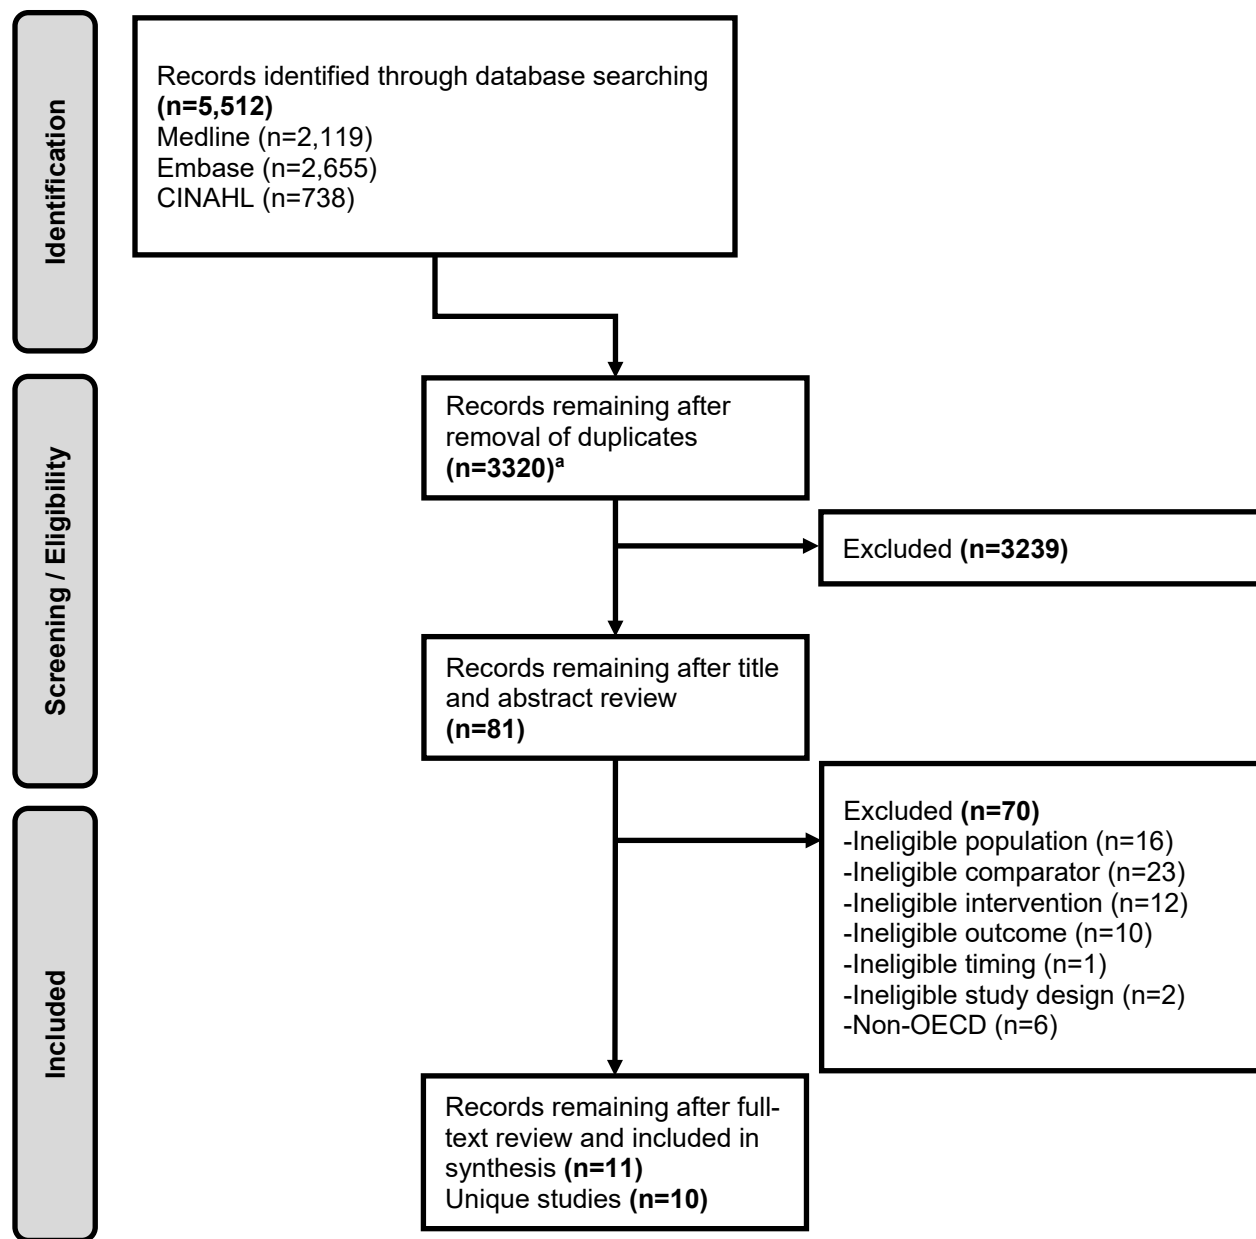 Identification
Records identified through database searching
(n=5,512)
Medline (n=2,119)
Embase (n=2,655)
CINAHL (n=738)
Screening / Eligibility
Records remaining after
removal of duplicates
(n=3320)ᵃ
Excluded (n=3239)
Records remaining after title
and abstract review
(n=81)
Excluded (n=70)
-Ineligible population (n=16)
-Ineligible comparator (n=23)
-Ineligible intervention (n=12)
-Ineligible outcome (n=10)
-Ineligible timing (n=1)
-Ineligible study design (n=2)
-Non-OECD (n=6)
Included
Records remaining after full-
text review and included in
synthesis (n=11)
Unique studies (n=10)